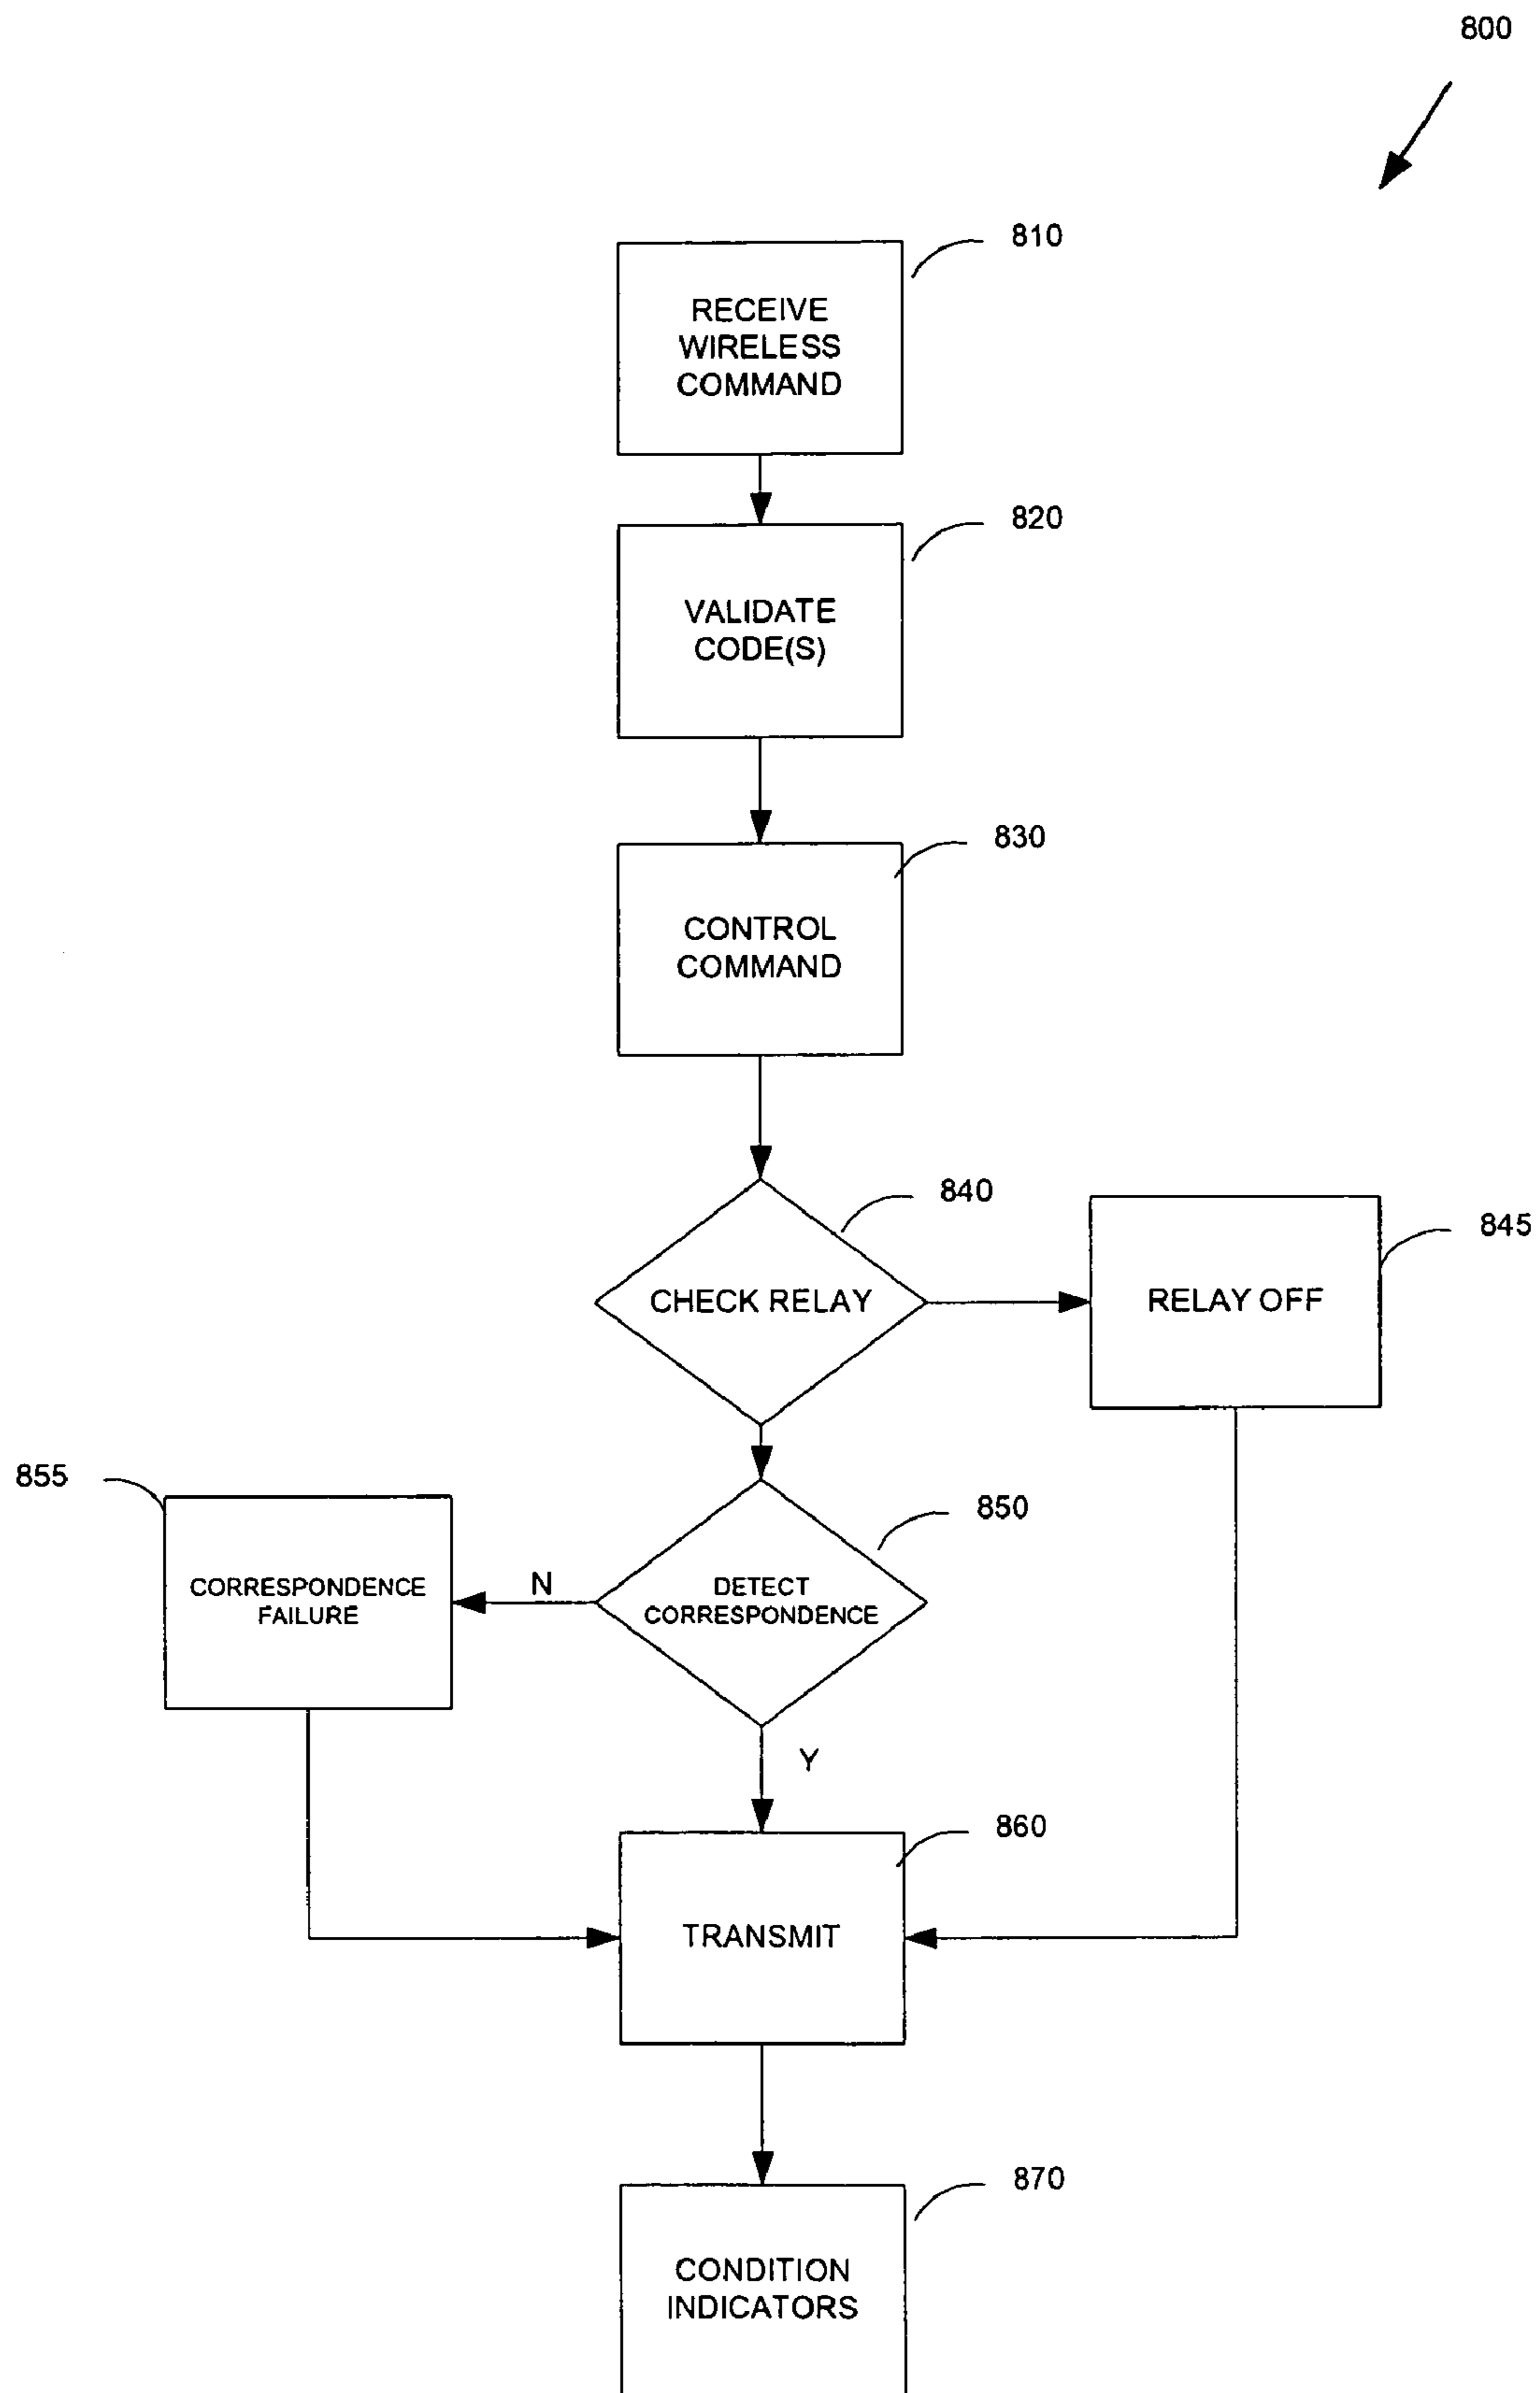 800
810
RECEIVE
WIRELESS
COMMAND
820
VALIDATE
CODE(S)
830
CONTROL
COMMAND
840
CHECK RELAY
845
RELAY OFF
855
CORRESPONDENCE
FAILURE
N
850
DETECT
CORRESPONDENCE
Y
860
TRANSMIT
870
CONDITION
INDICATORS